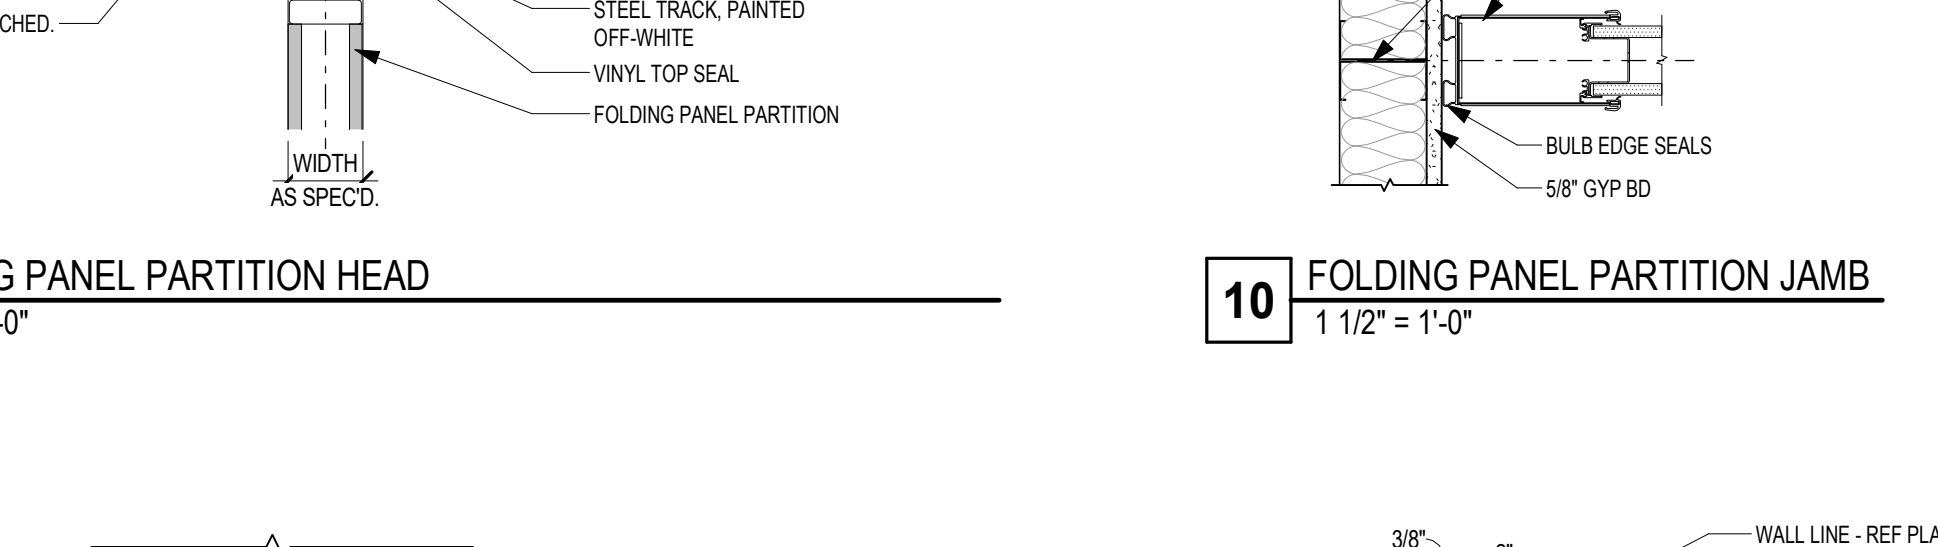 CHED.
STEEL TRACK, PAINTED
OFF-WHITE
VINYL TOP SEAL
FOLDING PANEL PARTITION
WIDTH
AS SPEC'D.
G PANEL PARTITION HEAD
-0"
BULB EDGE SEALS
5/8" GYP BD
10
FOLDING PANEL PARTITION JAMB
1 1/2" = 1'-0"
3/8"
WALL LINE - REF PLA